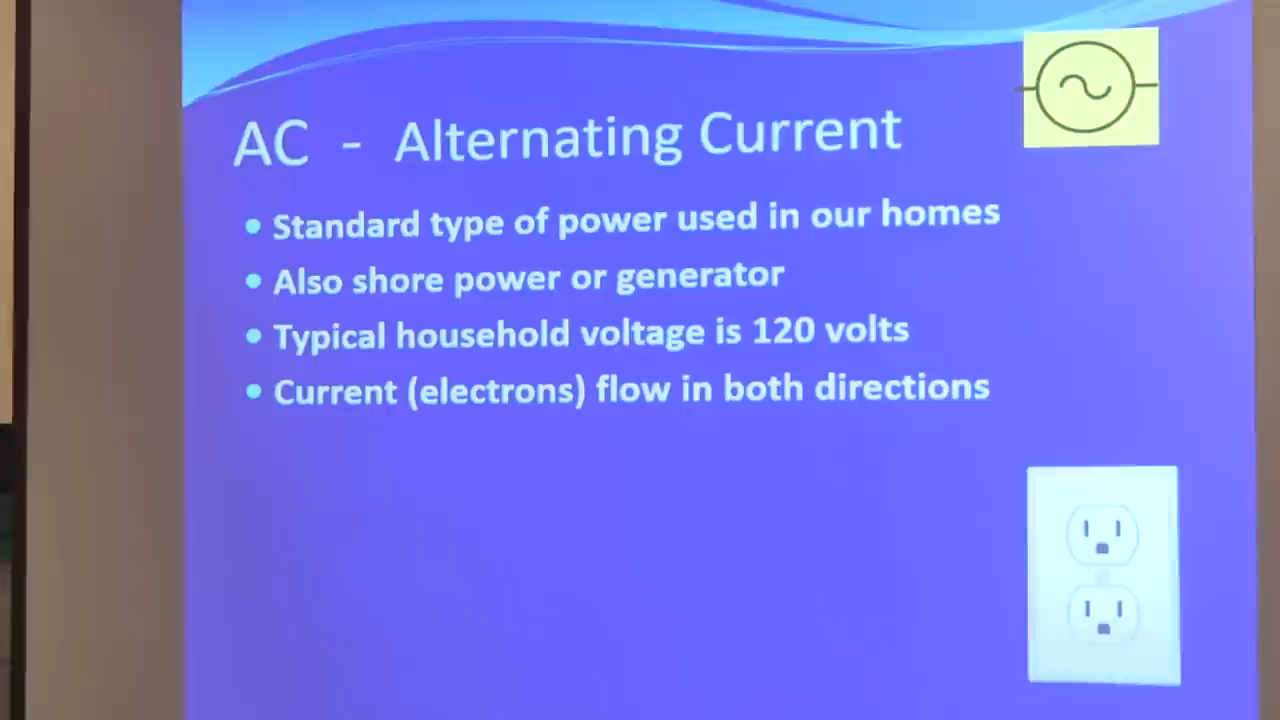 AC - Alternating Current
• Standard type of power used in our homes
• Also shore power or generator
• Typical household voltage is 120 volts
• Current (electrons) flow in both directions